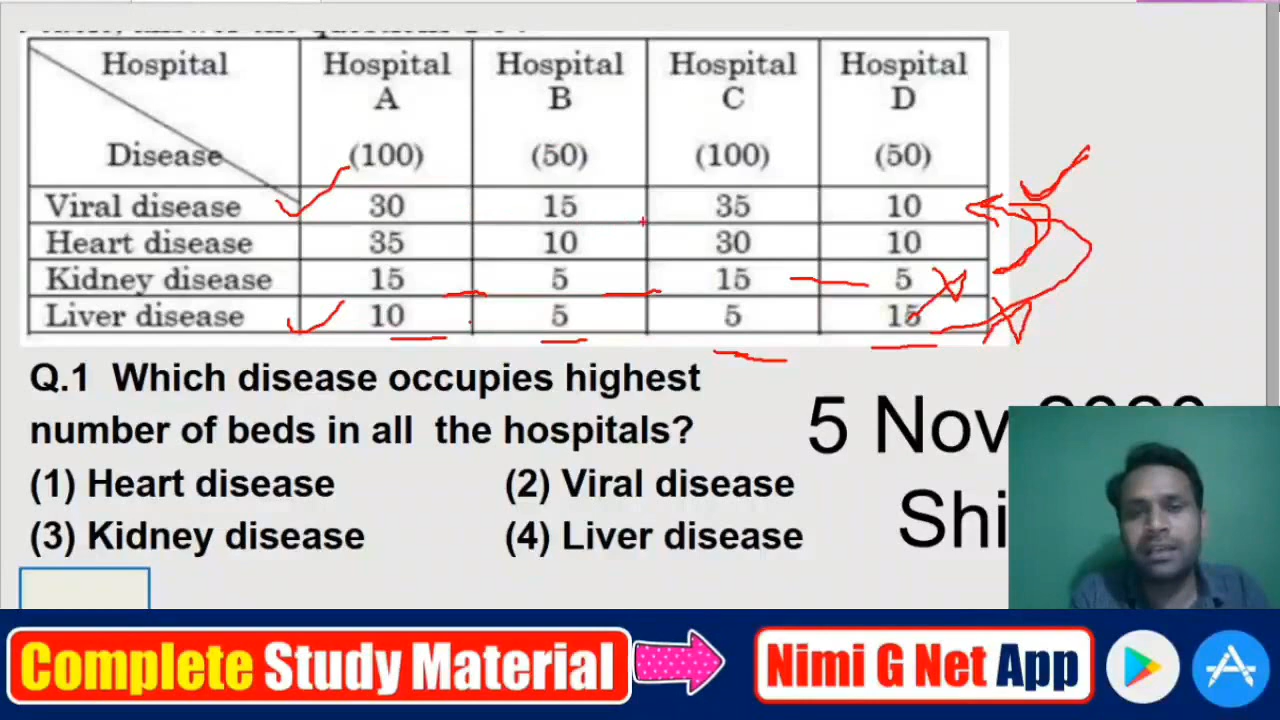 Hospital Hospital Hospital Hospital Hospital
A B C D
Disease (100) (50) (100) (50)
Viral disease 30 15 35 10
Heart disease 35 10 30 10
Kidney disease 15 5 15 5
Liver disease 10 5 5 15
Q.1 Which disease occupies highest
number of beds in all the hospitals?
(1) Heart disease (2) Viral disease
(3) Kidney disease (4) Liver disease
5 Nov
Complete Study Material Nimi G Net App